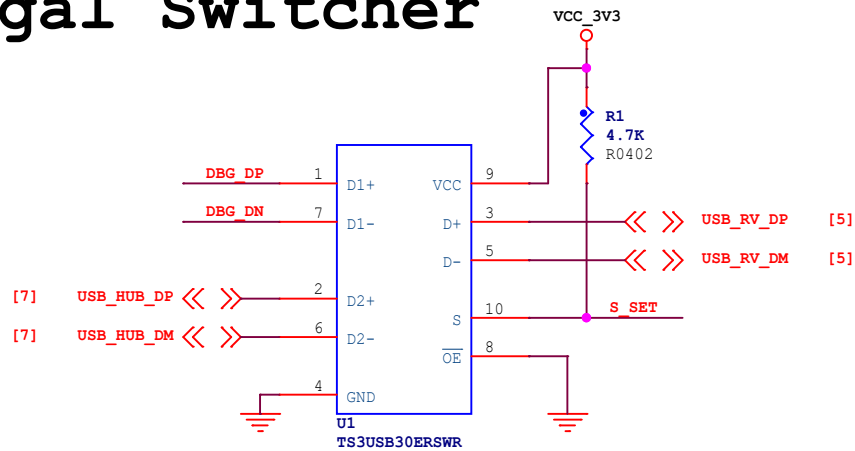 gal Switcher
VCC_3V3
R1
4.7K
R0402
DBG_DP
1
D1+
VCC
9
DBG_DN
7
D1-
D+
3
USB_RV_DP
[5]
D-
5
USB_RV_DM
[5]
[7]
USB_HUB_DP
2
D2+
S
10
S_SET
[7]
USB_HUB_DM
6
D2-
OE
8
4
GND
U1
TS3USB30ERSWR